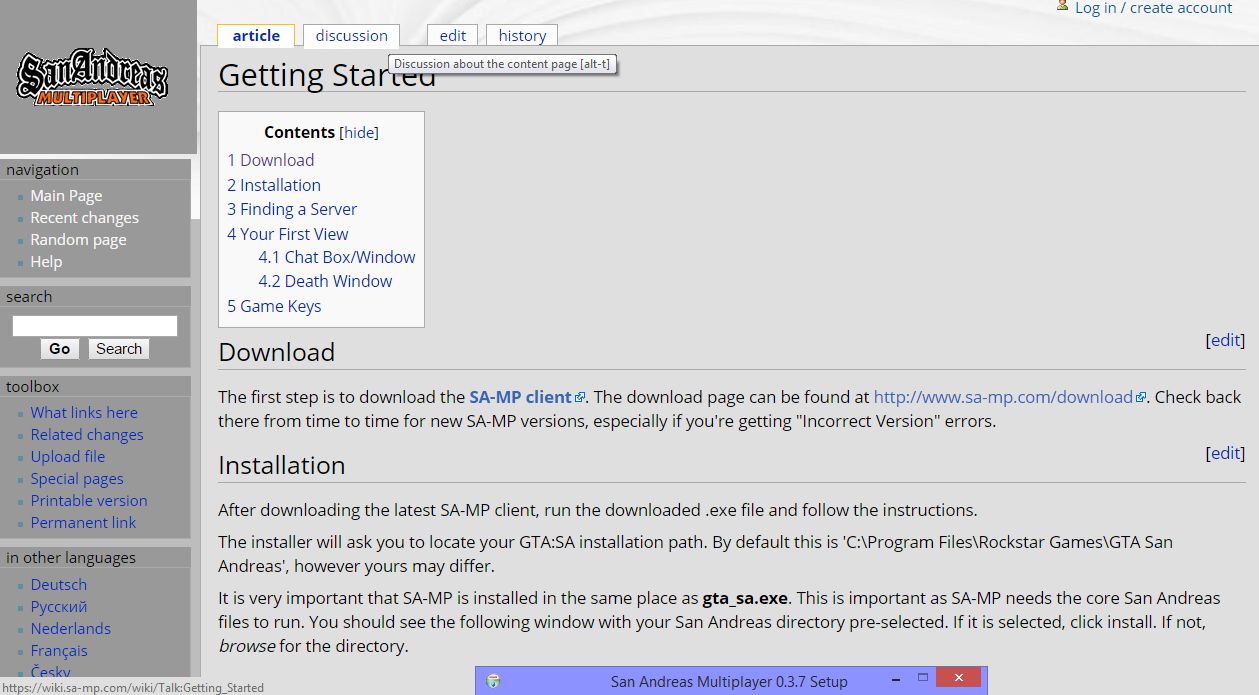 Log in / create account
article discussion edit history
Discussion about the content page [alt-t]
Getting Started
San Andreas
MULTIPLAYER
navigation
Main Page
Recent changes
Random page
Help
search
Go Search
toolbox
What links here
Related changes
Upload file
Special pages
Printable version
Permanent link
in other languages
Deutsch
Русский
Nederlands
Français
Česky
Contents [hide]
1 Download
2 Installation
3 Finding a Server
4 Your First View
4.1 Chat Box/Window
4.2 Death Window
5 Game Keys
[edit]
Download
The first step is to download the SA-MP client. The download page can be found at http://www.sa-mp.com/download. Check back
there from time to time for new SA-MP versions, especially if you're getting "Incorrect Version" errors.
[edit]
Installation
After downloading the latest SA-MP client, run the downloaded .exe file and follow the instructions.
The installer will ask you to locate your GTA:SA installation path. By default this is 'C:\Program Files\Rockstar Games\GTA San
Andreas', however yours may differ.
It is very important that SA-MP is installed in the same place as gta_sa.exe. This is important as SA-MP needs the core San Andreas
files to run. You should see the following window with your San Andreas directory pre-selected. If it is selected, click install. If not,
browse for the directory.
San Andreas Multiplayer 0.3.7 Setup
https://wiki.sa-mp.com/wiki/Talk:Getting_Started